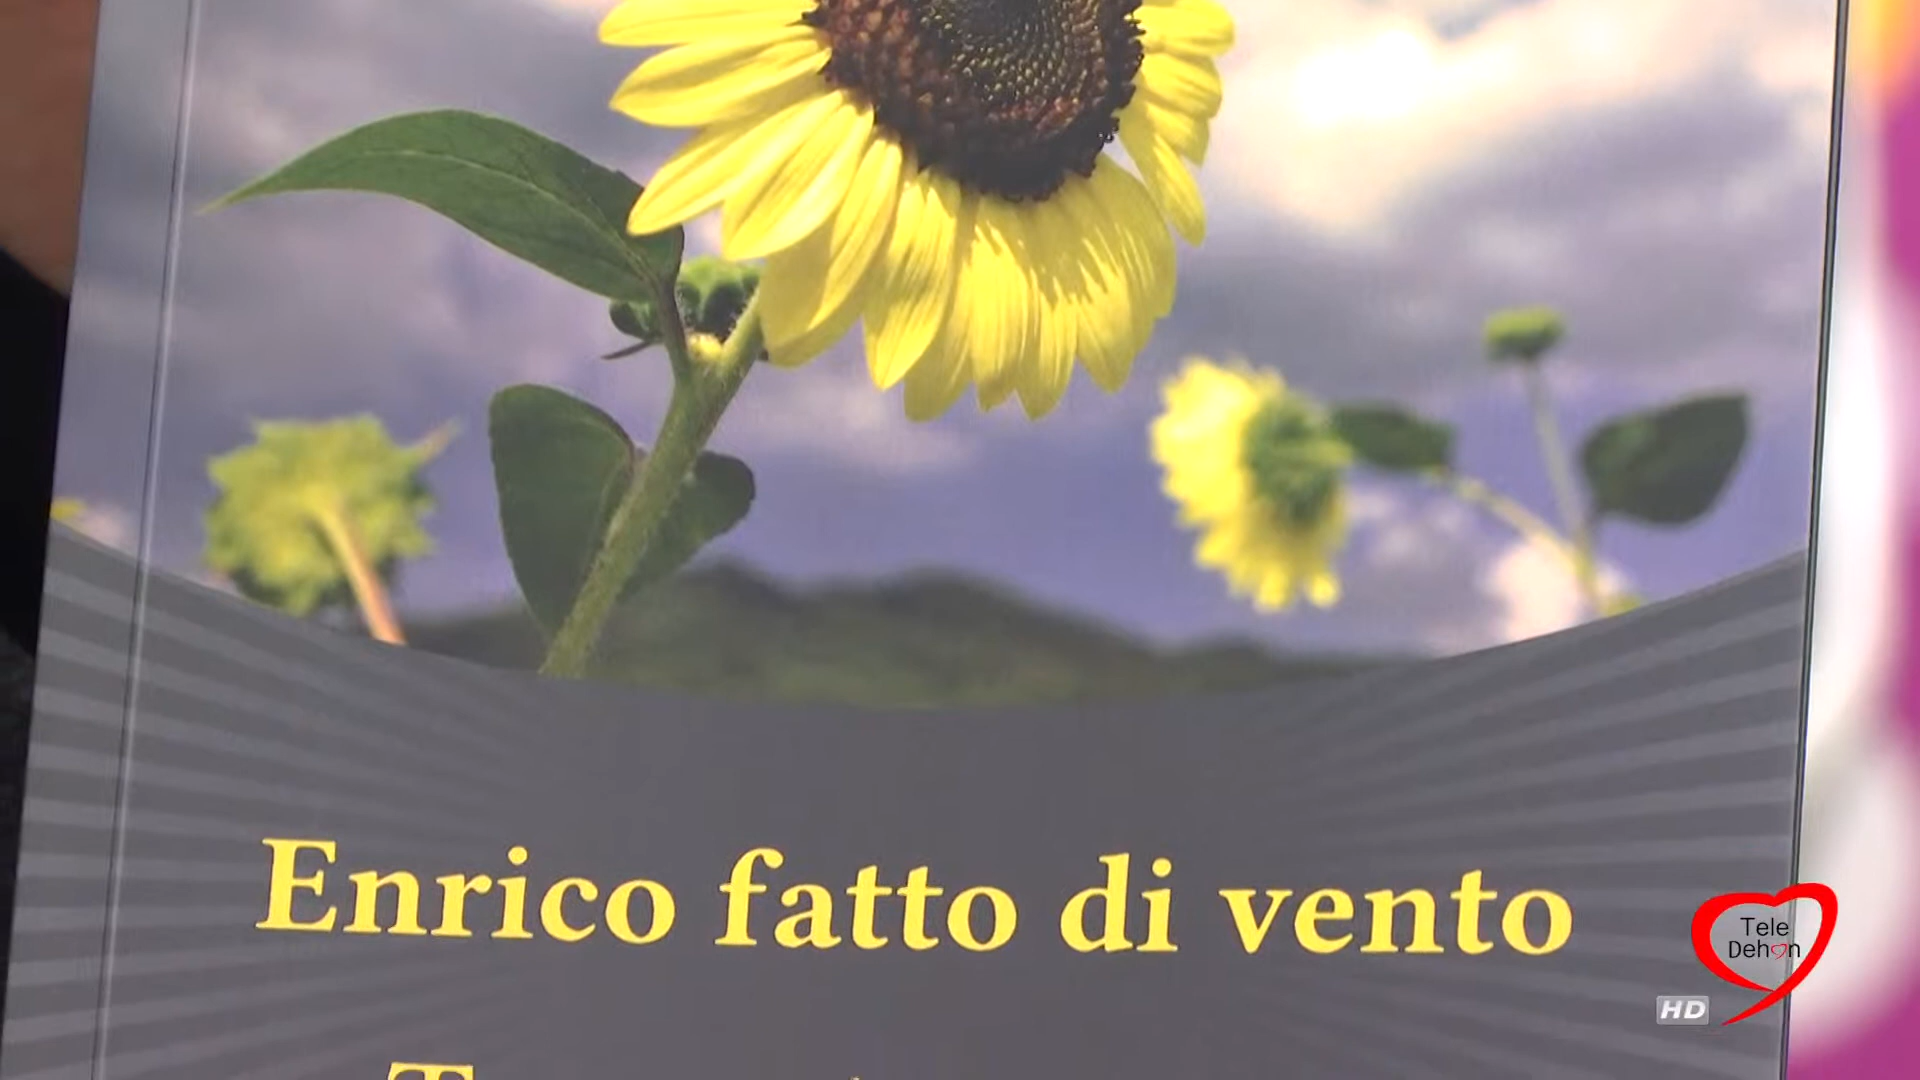 Enrico fatto di vento
Tele
Dehon
HD